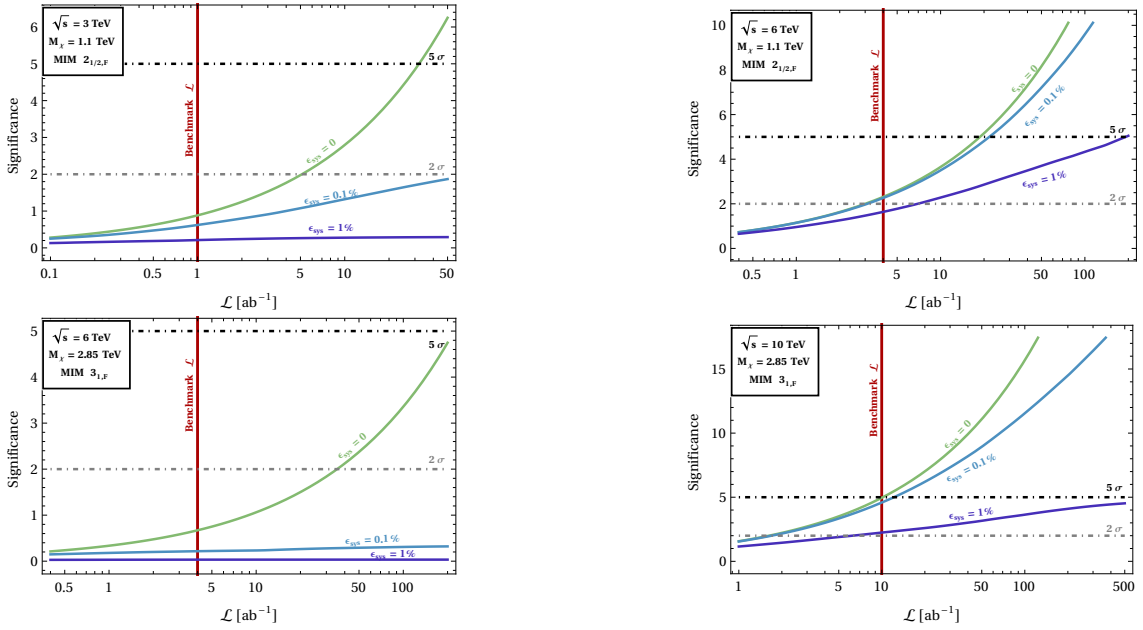 √s = 3 TeV
M_χ = 1.1 TeV
MIM 2_{1/2,F}
Significance
6
5
4
3
2
1
0
Benchmark ℒ
5 σ
2 σ
ϵ_sys = 0
ϵ_sys = 0.1%
ϵ_sys = 1%
0.1 0.5 1 5 10 50
ℒ [ab⁻¹]
√s = 6 TeV
M_χ = 1.1 TeV
MIM 2_{1/2,F}
Significance
10
8
6
4
2
0
Benchmark ℒ
5 σ
2 σ
ϵ_sys = 0
ϵ_sys = 0.1%
ϵ_sys = 1%
1 5 10 50 100
ℒ [ab⁻¹]
√s = 6 TeV
M_χ = 2.85 TeV
MIM 3_{1,F}
Significance
5
4
3
2
1
0
Benchmark ℒ
5 σ
2 σ
ϵ_sys = 0
ϵ_sys = 0.1%
ϵ_sys = 1%
0.5 1 5 10 50 100
ℒ [ab⁻¹]
√s = 10 TeV
M_χ = 2.85 TeV
MIM 3_{1,F}
Significance
15
10
5
0
Benchmark ℒ
5 σ
2 σ
ϵ_sys = 0
ϵ_sys = 0.1%
ϵ_sys = 1%
1 5 10 50 100 500
ℒ [ab⁻¹]